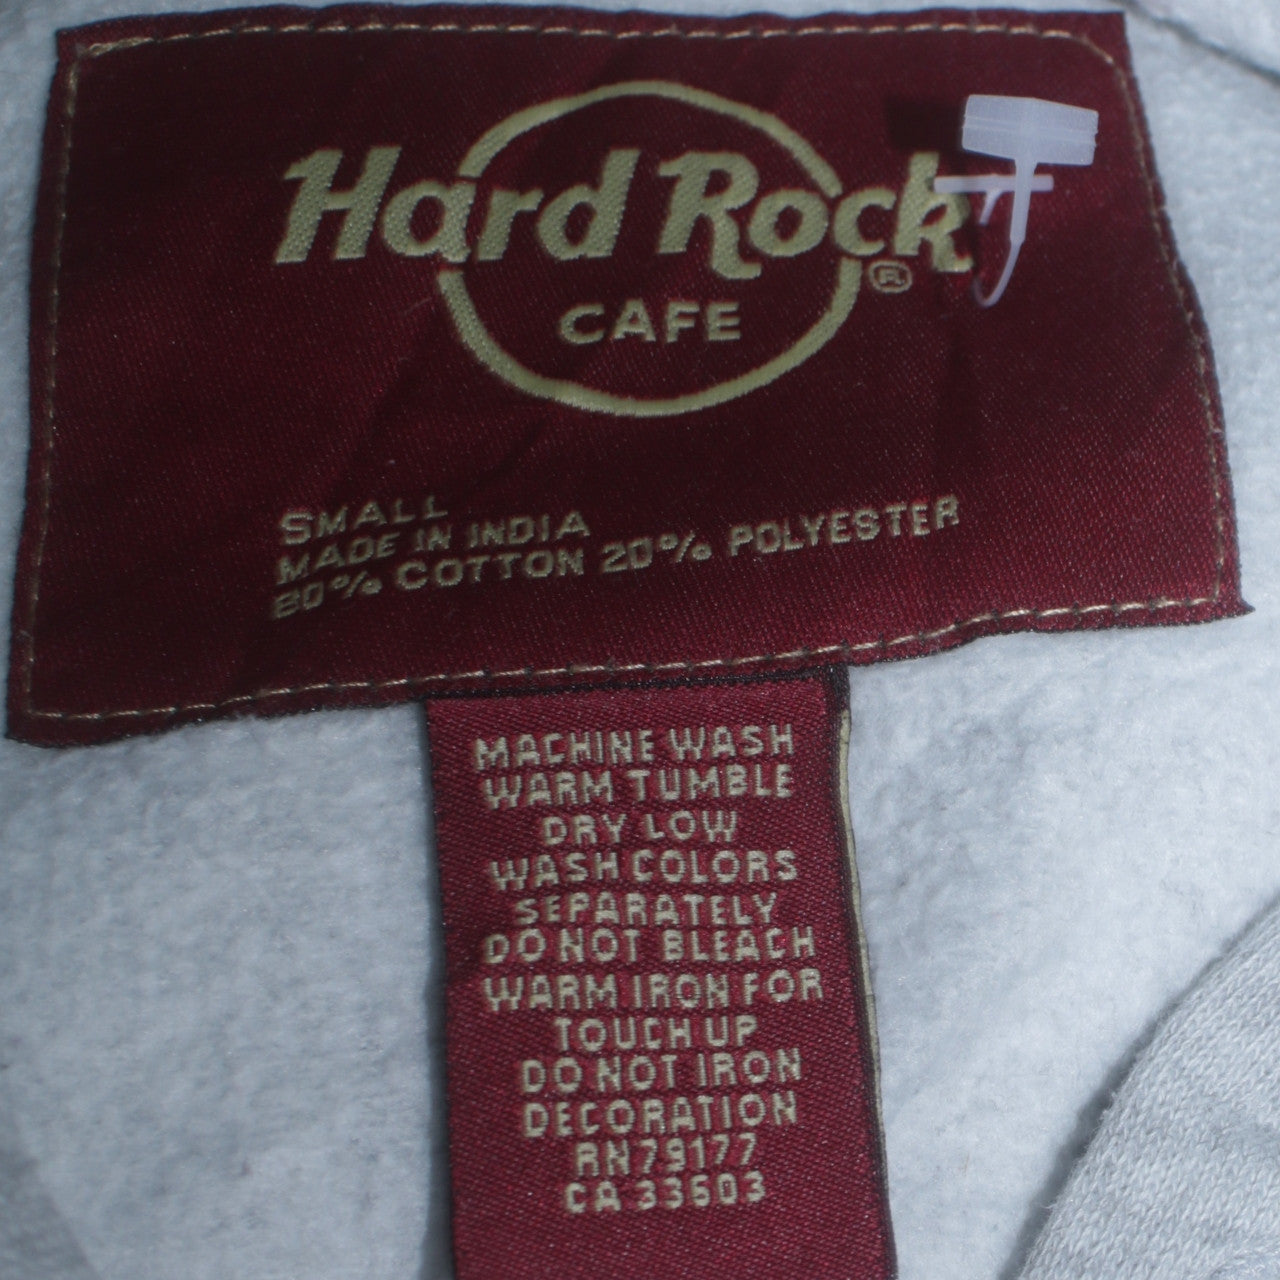 Hard Rock
®
CAFE
SMALL
MADE IN INDIA
80% COTTON 20% POLYESTER
MACHINE WASH
WARM TUMBLE
DRY LOW
WASH COLORS
SEPARATELY
DO NOT BLEACH
WARM IRON FOR
TOUCH UP
DO NOT IRON
DECORATION
RN79177
CA 33603